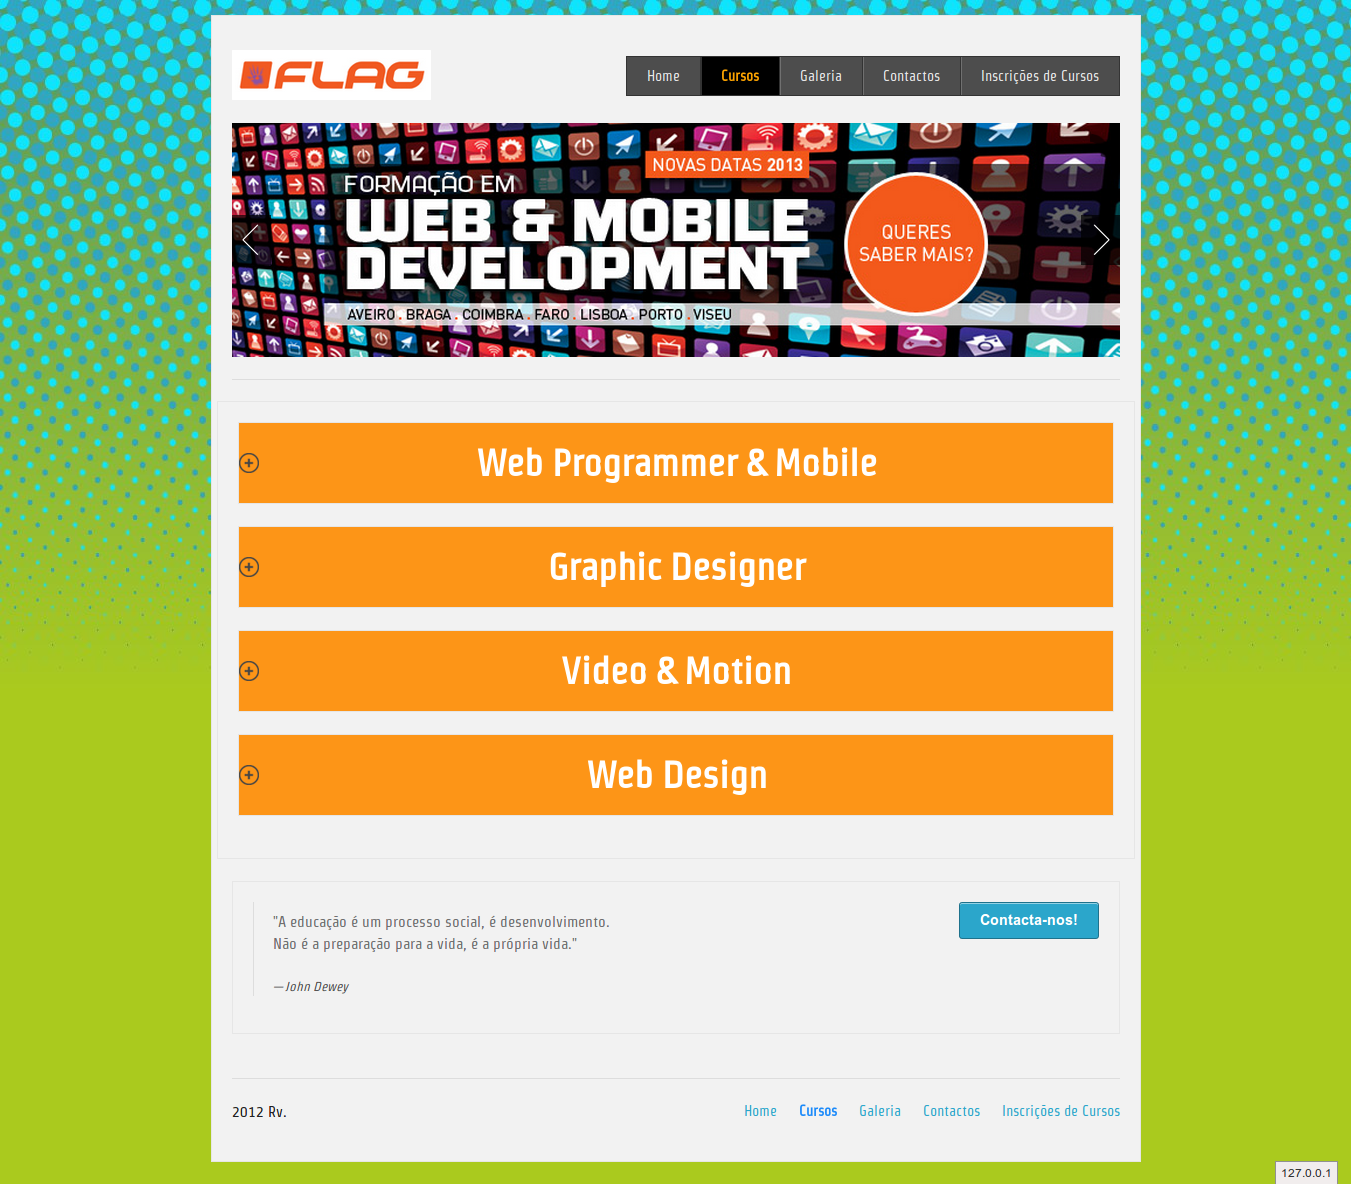 FLAG
Home
Cursos
Galeria
Contactos
Inscrições de Cursos
NOVAS DATAS 2013
FORMAÇÃO EM
WEB & MOBILE
DEVELOPMENT
QUERES
SABER MAIS?
AVEIRO . BRAGA . COIMBRA . FARO . LISBOA . PORTO . VISEU
Web Programmer & Mobile
Graphic Designer
Video & Motion
Web Design
"A educação é um processo social, é desenvolvimento.
Não é a preparação para a vida, é a própria vida."
— John Dewey
Contacta-nos!
2012 Rv.
Home
Cursos
Galeria
Contactos
Inscrições de Cursos
127.0.0.1